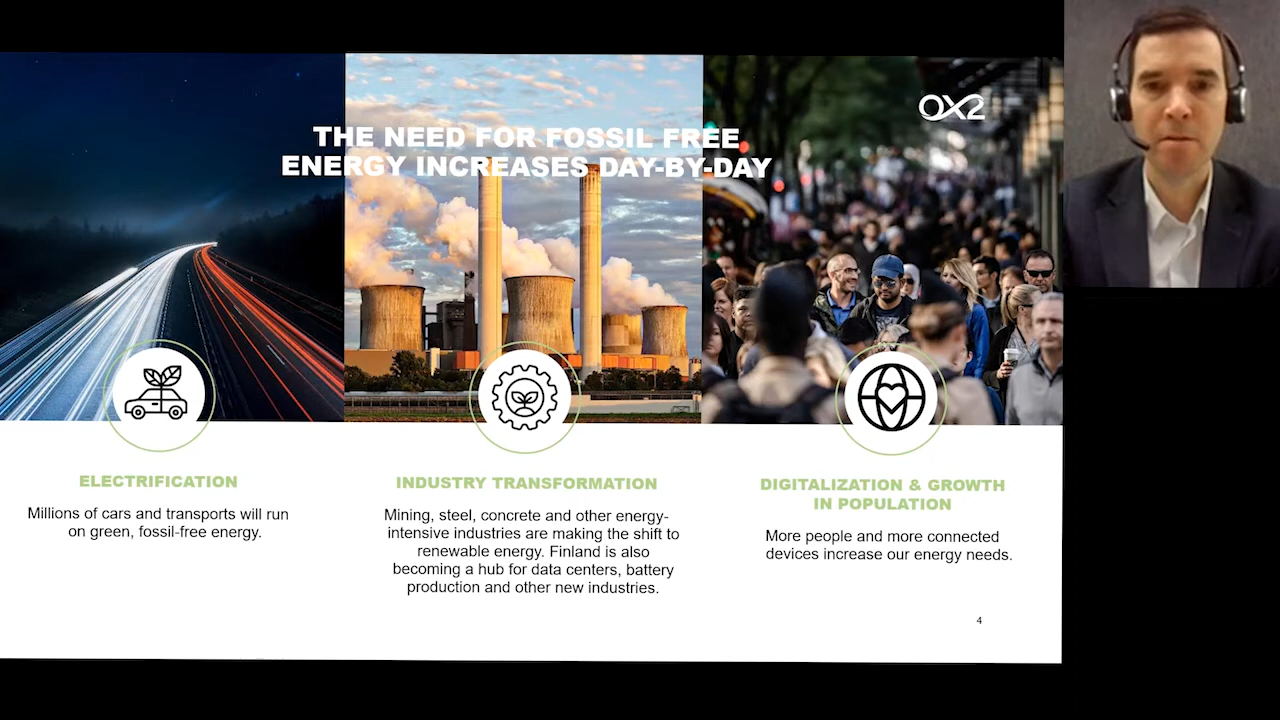 OX2
THE NEED FOR FOSSIL FREE
ENERGY INCREASES DAY-BY-DAY
ELECTRIFICATION
Millions of cars and transports will run
on green, fossil-free energy.
INDUSTRY TRANSFORMATION
Mining, steel, concrete and other energy-
intensive industries are making the shift to
renewable energy. Finland is also
becoming a hub for data centers, battery
production and other new industries.
DIGITALIZATION & GROWTH
IN POPULATION
More people and more connected
devices increase our energy needs.
4